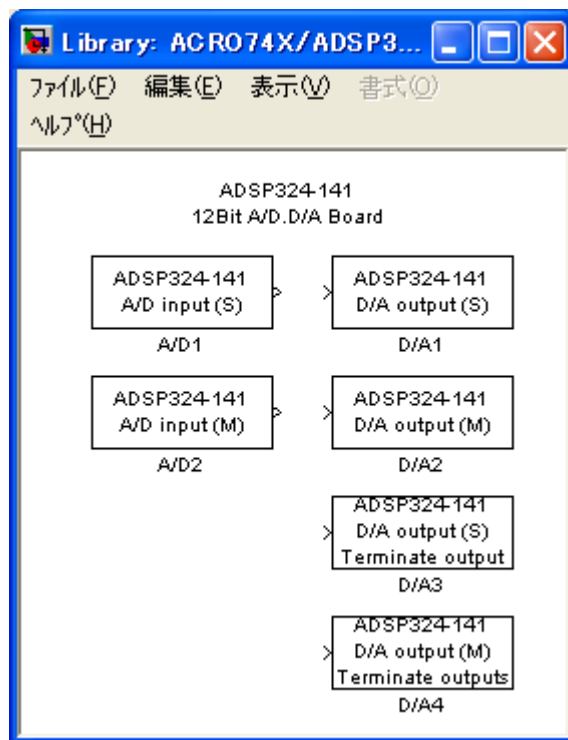 Library: ACRO74X/ADSP3...
ファイル(F) 編集(E) 表示(V) 書式(O)
ヘルプ(H)
ADSP324-141
12Bit A/D.D/A Board
ADSP324-141
A/D input (S)
A/D1
ADSP324-141
D/A output (S)
D/A1
ADSP324-141
A/D input (M)
A/D2
ADSP324-141
D/A output (M)
D/A2
ADSP324-141
D/A output (S)
Terminate output
D/A3
ADSP324-141
D/A output (M)
Terminate outputs
D/A4